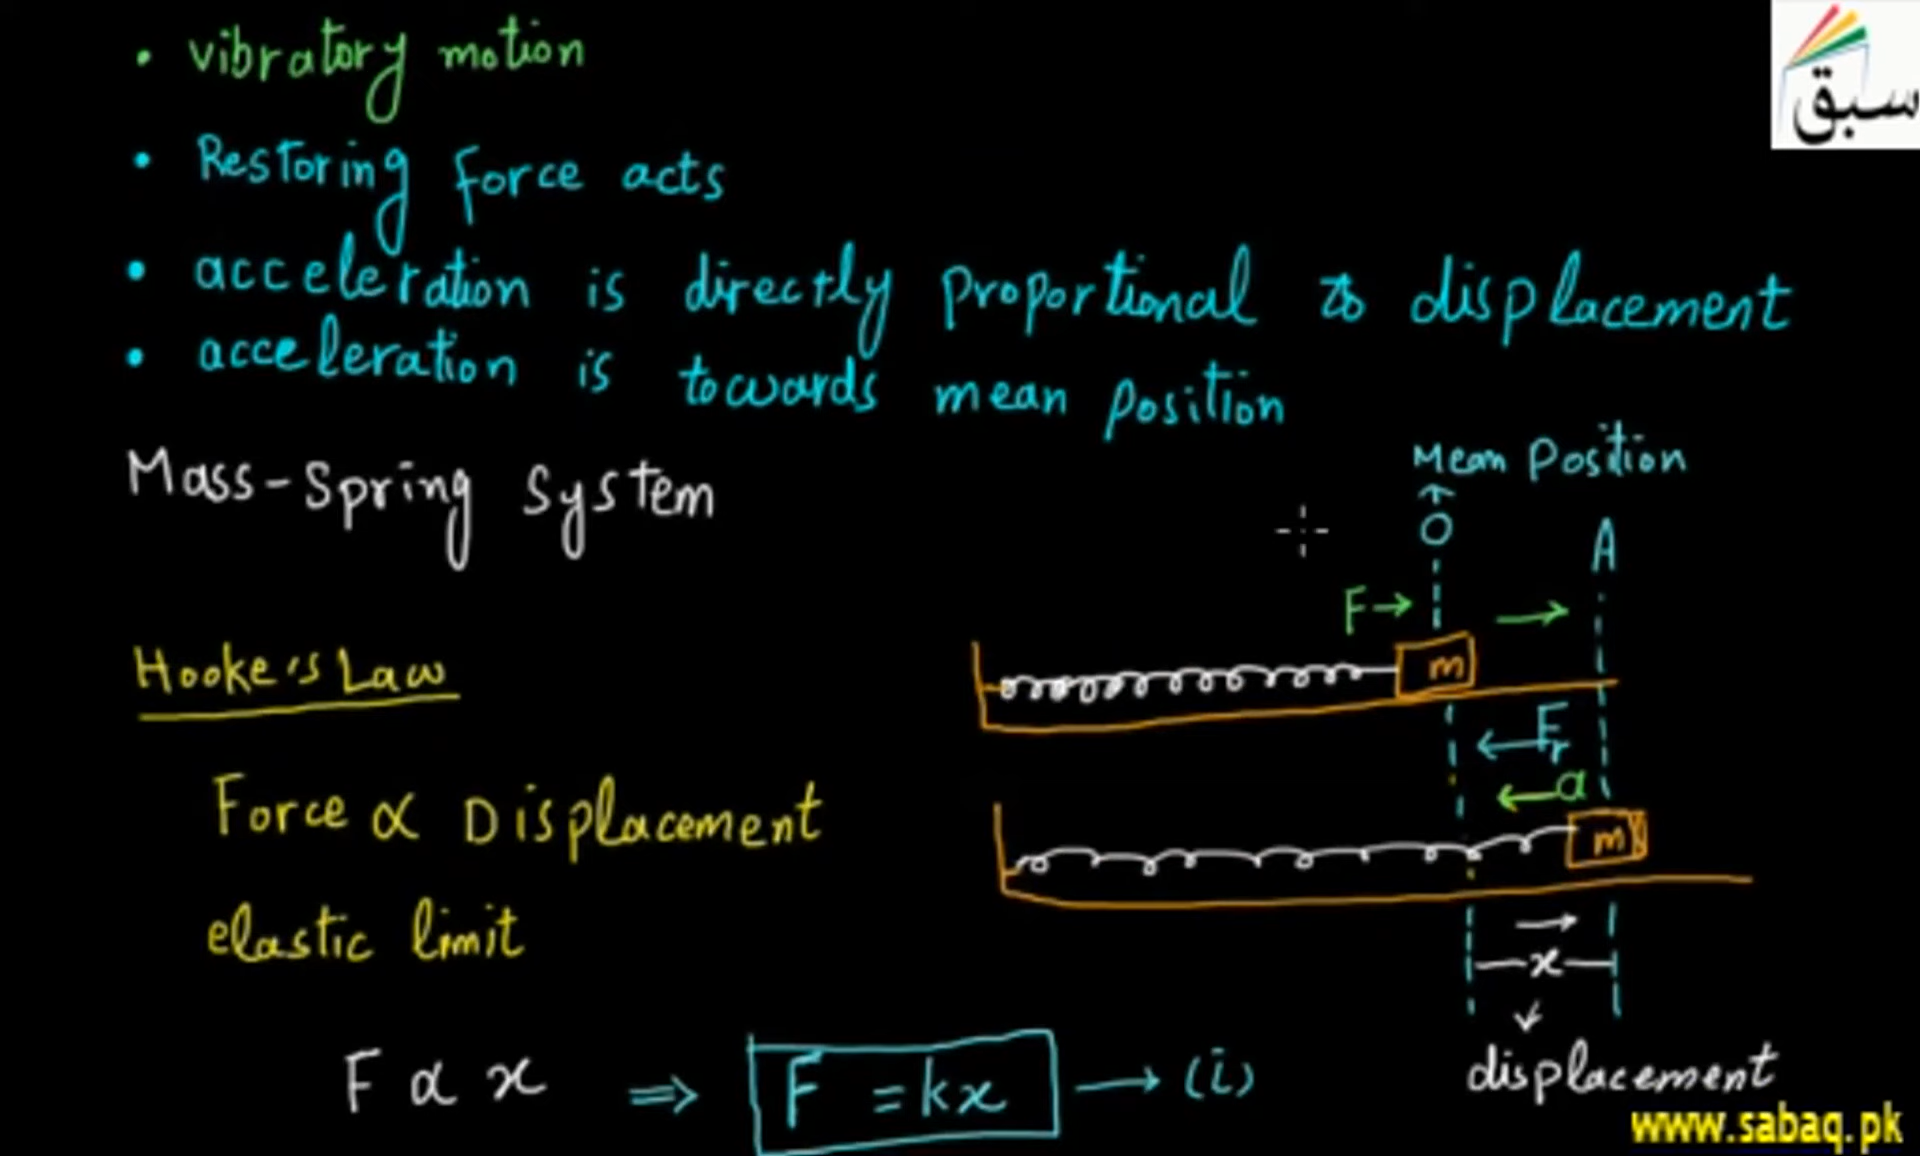 • vibratory motion
سبق
• Restoring force acts
• acceleration is directly proportional to displacement
• acceleration is towards mean position
Mass-Spring System
Mean Position
O
A
F→
m
Hooke's Law
Fr
a
Force ∝ Displacement
m
elastic limit
x
F ∝ x ⇒ F = kx → (i)
displacement
www.sabaq.pk